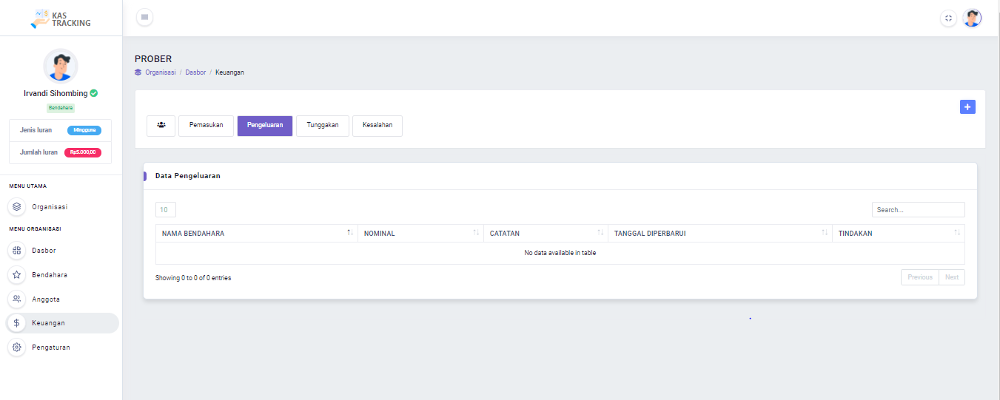 KAS
TRACKING
Irvandi Sihombing
Bendahara
Jenis Iuran Mingguna
Jumlah Iuran Rp5.000,00
MENU UTAMA
Organisasi
MENU ORGANISASI
Dasbor
Bendahara
Anggota
Keuangan
Pengaturan
PROBER
Organisasi / Dasbor / Keuangan
+
Pemasukan Pengeluaran Tunggakan Kesalahan
Data Pengeluaran
10 Search...
NAMA BENDAHARA NOMINAL CATATAN TANGGAL DIPERBARUI TINDAKAN
No data available in table
Showing 0 to 0 of 0 entries Previous Next